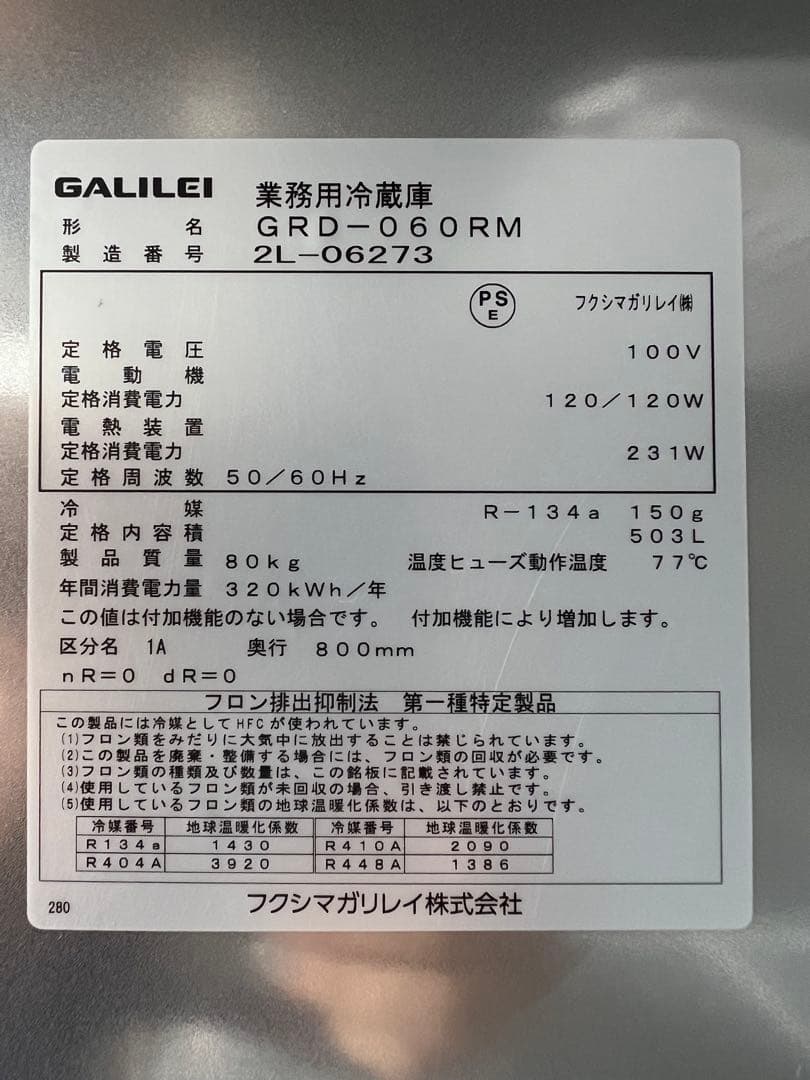 GALILEI 業務用冷蔵庫
形名 GRD-060RM
製造番号 2L-06273
PS E フクシマガリレイ㈱
定格電圧 100V
電動機
定格消費電力 120/120W
電熱装置
定格消費電力 231W
定格周波数 50/60Hz
冷媒 R-134a 150g
定格内容積 503L
製品質量 80kg 温度ヒューズ動作温度 77℃
年間消費電力量 320kWh/年
この値は付加機能のない場合です。 付加機能により増加します。
区分名 1A 奥行 800mm
nR=0 dR=0
フロン排出抑制法 第一種特定製品
この製品には冷媒としてHFCが使われています。
(1)フロン類をみだりに大気中に放出することは禁じられています。
(2)この製品を廃棄・整備する場合には、フロン類の回収が必要です。
(3)フロン類の種類及び数量は、この銘板に記載されています。
(4)使用しているフロン類が未回収の場合、引き渡し禁止です。
(5)使用しているフロン類の地球温暖化係数は、以下のとおりです。
冷媒番号 地球温暖化係数 冷媒番号 地球温暖化係数
R134a 1430 R410A 2090
R404A 3920 R448A 1386
280 フクシマガリレイ株式会社